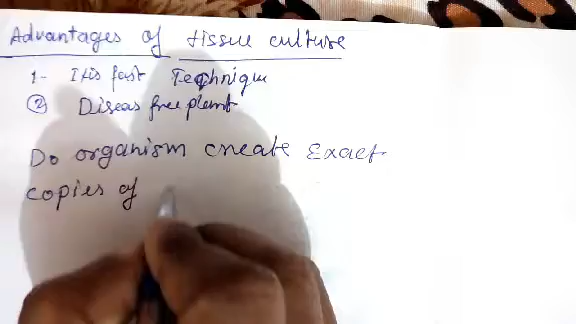 Advantages of tissue culture
1- It is fast Technique
② Diseas free plant
Do organism create Exact
copies of